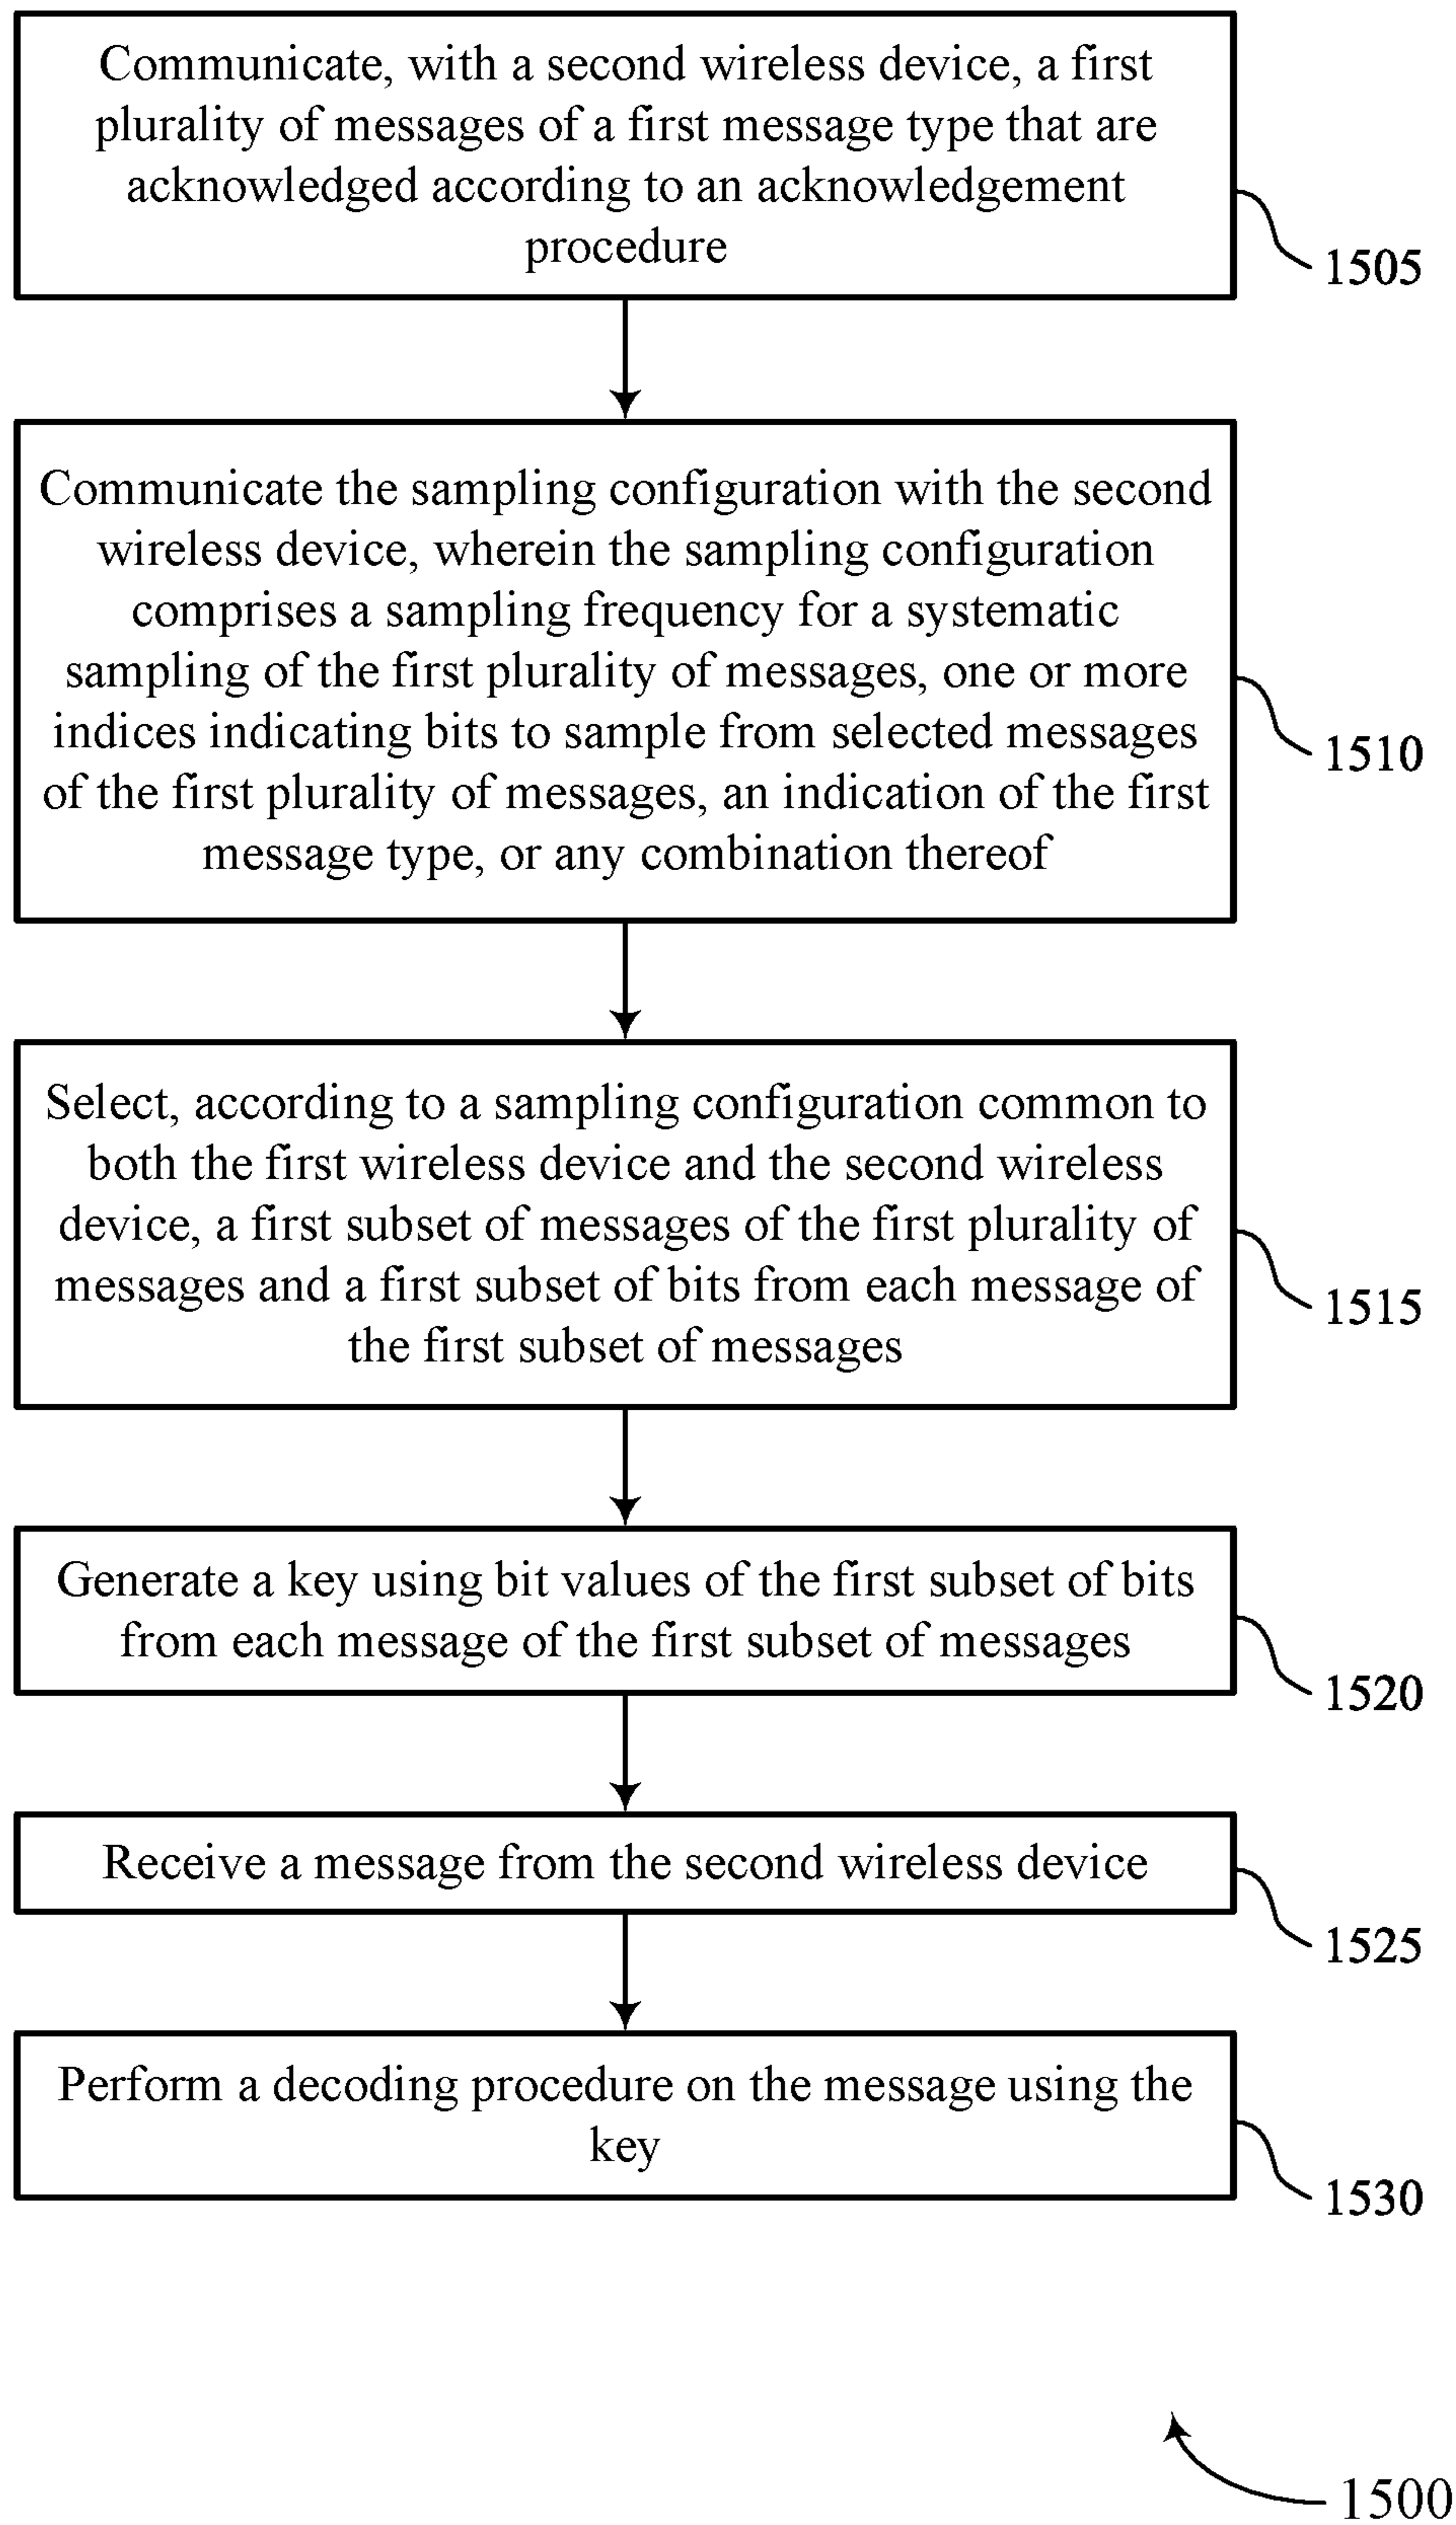 Communicate, with a second wireless device, a first
plurality of messages of a first message type that are
acknowledged according to an acknowledgement
procedure
1505
Communicate the sampling configuration with the second
wireless device, wherein the sampling configuration
comprises a sampling frequency for a systematic
sampling of the first plurality of messages, one or more
indices indicating bits to sample from selected messages
of the first plurality of messages, an indication of the first
message type, or any combination thereof
1510
Select, according to a sampling configuration common to
both the first wireless device and the second wireless
device, a first subset of messages of the first plurality of
messages and a first subset of bits from each message of
the first subset of messages
1515
Generate a key using bit values of the first subset of bits
from each message of the first subset of messages
1520
Receive a message from the second wireless device
1525
Perform a decoding procedure on the message using the
key
1530
1500